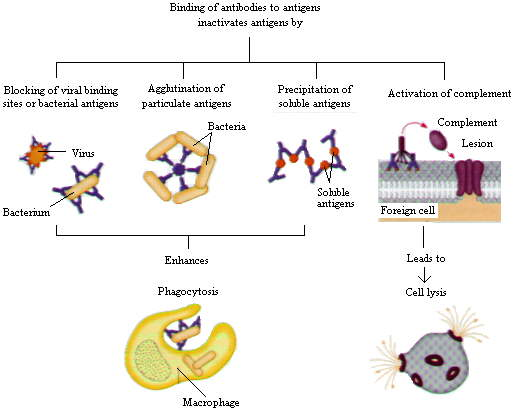 Binding of antibodies to antigens
inactivates antigens by
Blocking of viral binding
sites or bacterial antigens
Agglutination of
particulate antigens
Precipitation of
soluble antigens
Activation of complement
Bacteria
Complement
Virus
Lesion
Soluble
antigens
Bacterium
Foreign cell
Enhances
Leads to
Phagocytosis
Cell lysis
Macrophage